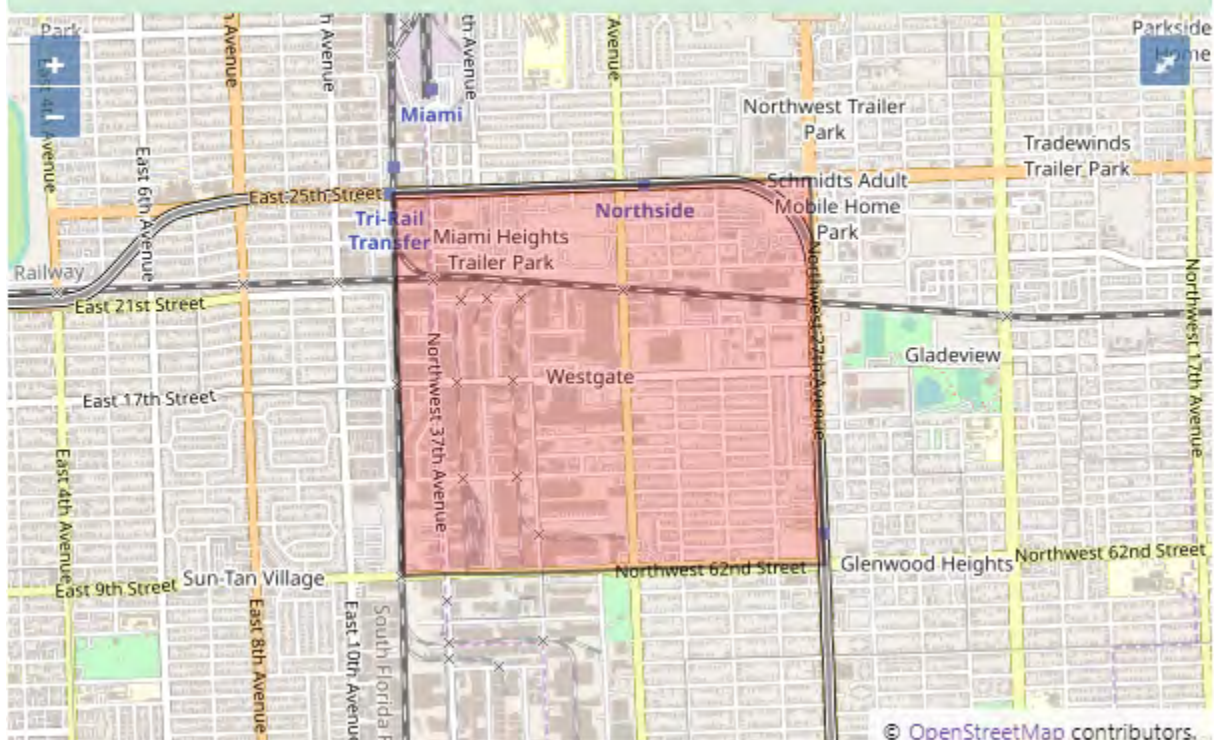 Park
Parkside
Home
+
−
East 4th Avenue
Avenue
h Avenue
th Avenue
Avenue
Miami
Northwest Trailer
Park
Tradewinds
Trailer Park
East 6th Avenue
East 25th Street
Schmidts Adult
Mobile Home
Park
Tri-Rail
Transfer
Northside
Miami Heights
Trailer Park
Railway
East 21st Street
Northwest 27th Avenue
Northwest 17th Avenue
Gladeview
Northwest 37th Avenue
Westgate
East 17th Street
East 4th Avenue
Northwest 62nd Street
Glenwood Heights
Northwest 62nd Street
Sun-Tan Village
East 9th Street
East 8th Avenue
East 10th Avenue
South Florida
© OpenStreetMap contributors.